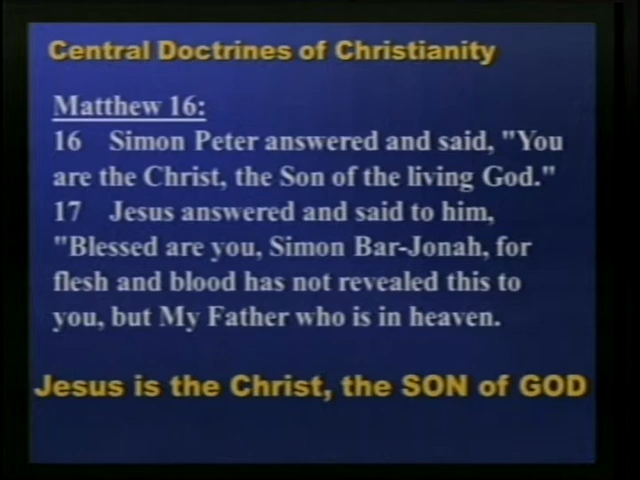 Central Doctrines of Christianity
Matthew 16:
16 Simon Peter answered and said, "You
are the Christ, the Son of the living God."
17 Jesus answered and said to him,
"Blessed are you, Simon Bar-Jonah, for
flesh and blood has not revealed this to
you, but My Father who is in heaven.
Jesus is the Christ, the SON of GOD